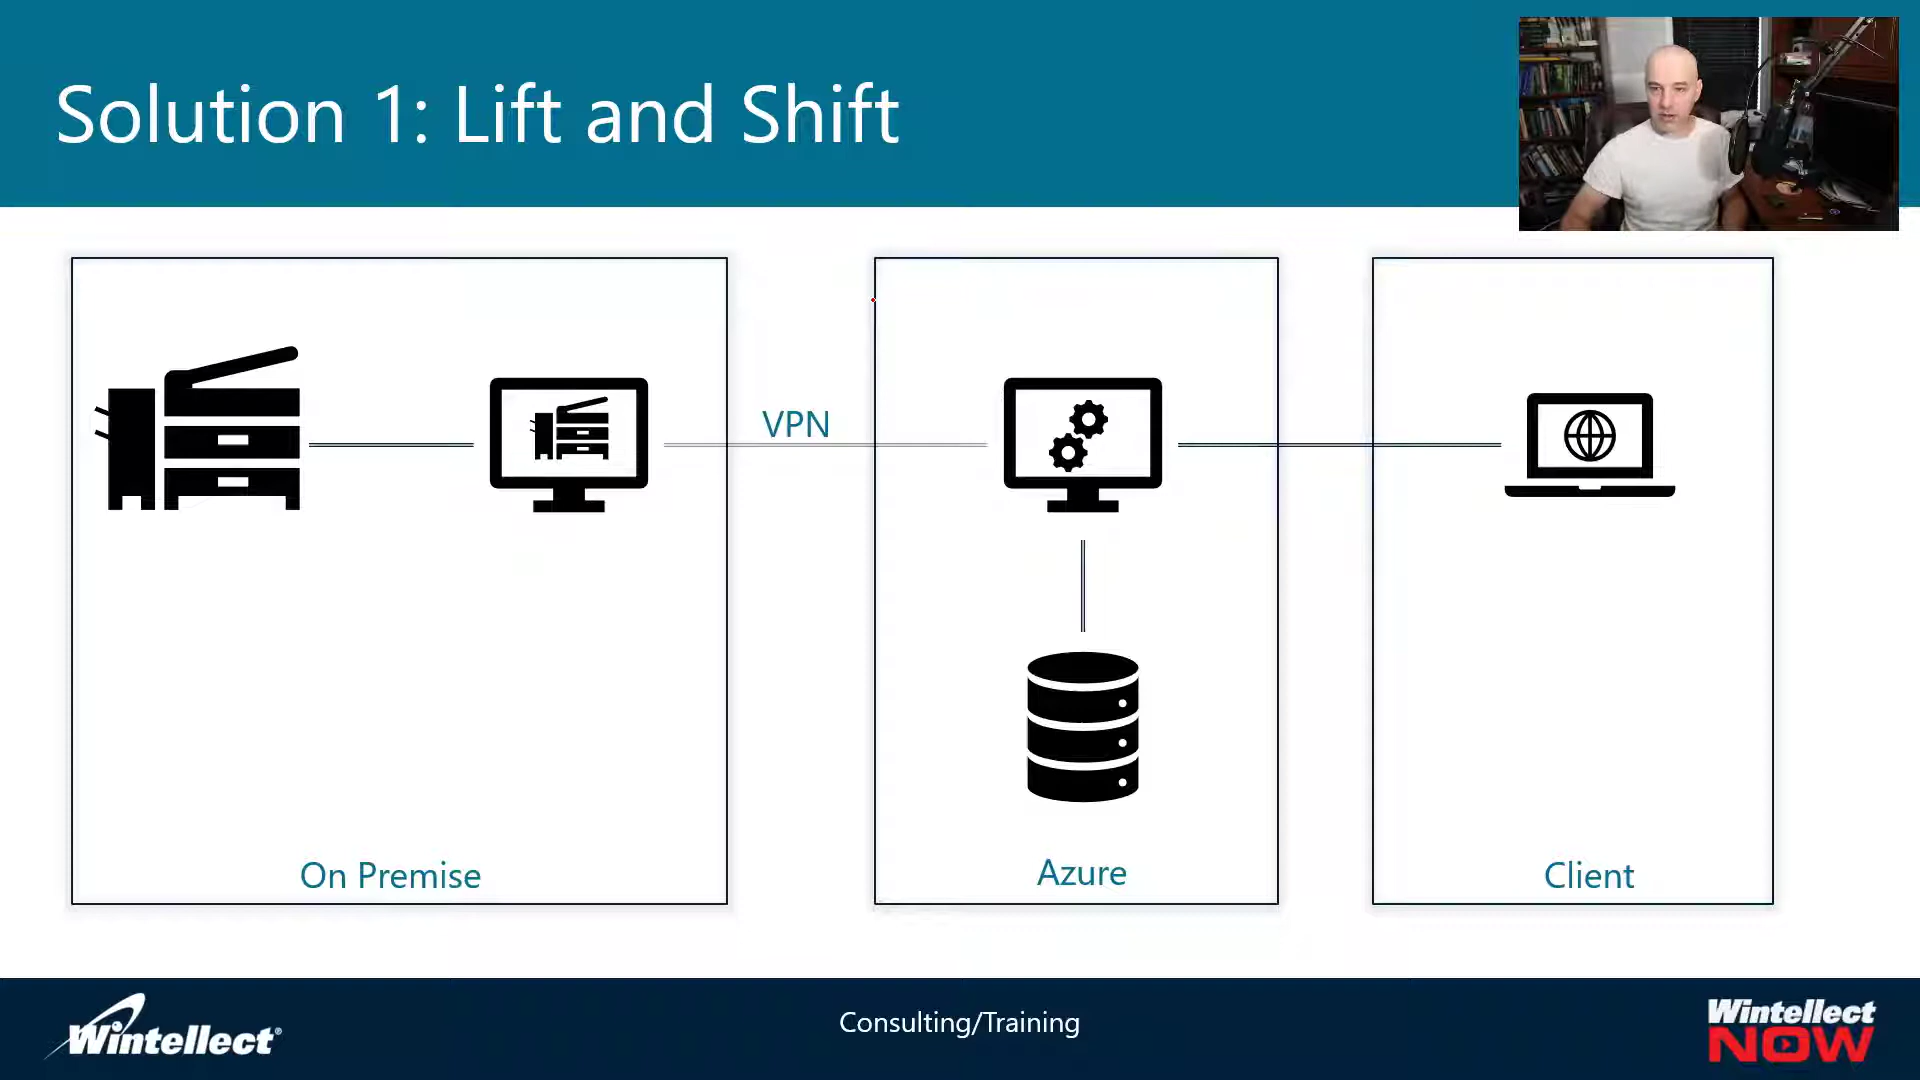 Solution 1: Lift and Shift
VPN
On Premise
Azure
Client
Wintellect®
Consulting/Training
Wintellect
NOW